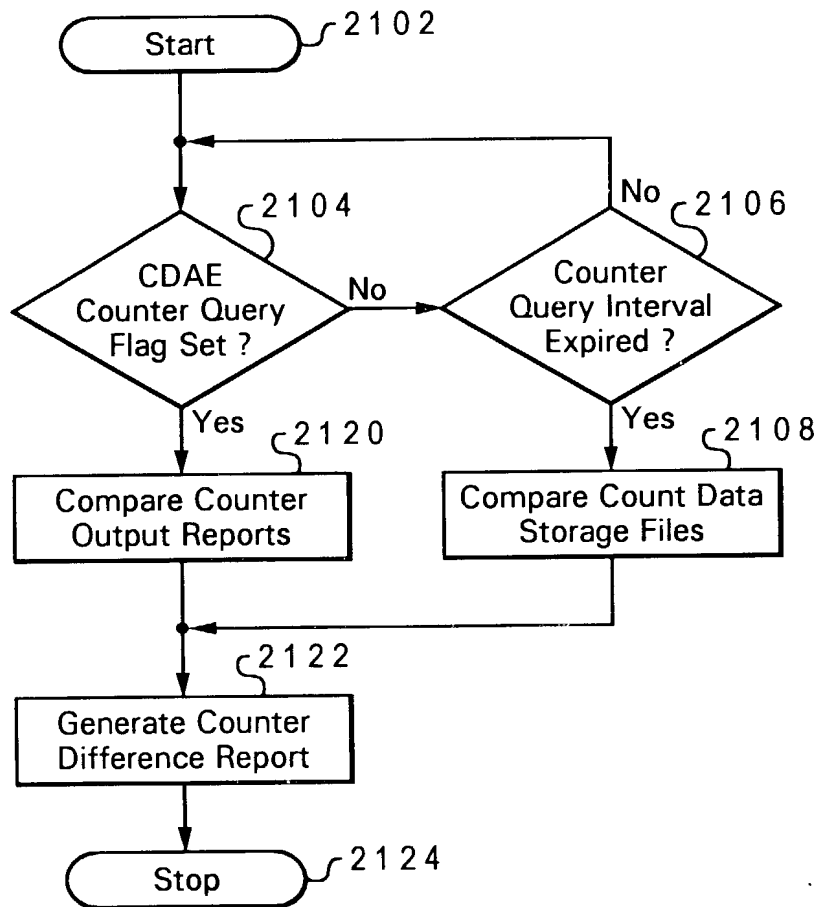 Start
2102
2104
CDAE
Counter Query
Flag Set ?
No
Yes
No
2106
Counter
Query Interval
Expired ?
Yes
2120
Compare Counter
Output Reports
2108
Compare Count Data
Storage Files
2122
Generate Counter
Difference Report
Stop
2124